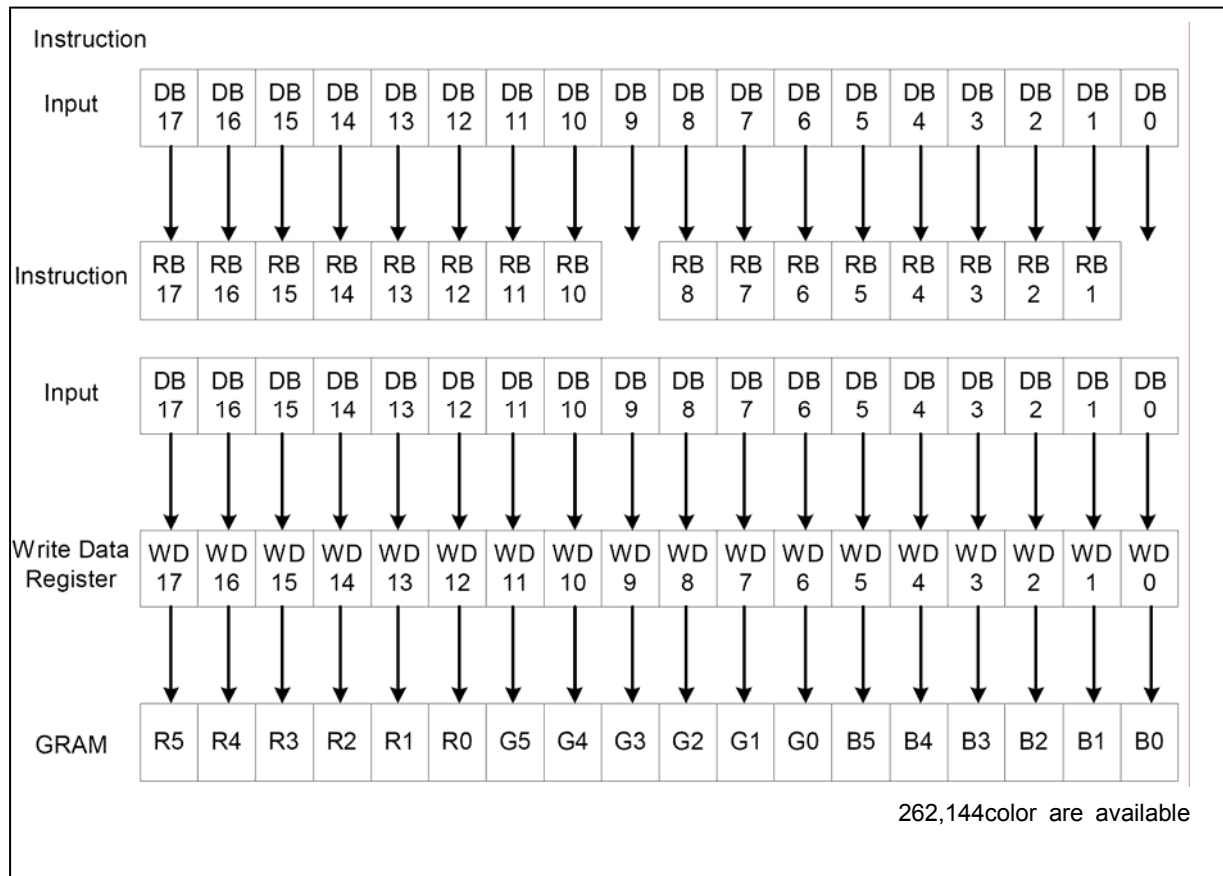 Instruction
Input DB 17 DB 16 DB 15 DB 14 DB 13 DB 12 DB 11 DB 10 DB 9 DB 8 DB 7 DB 6 DB 5 DB 4 DB 3 DB 2 DB 1 DB 0
Instruction RB 17 RB 16 RB 15 RB 14 RB 13 RB 12 RB 11 RB 10 RB 8 RB 7 RB 6 RB 5 RB 4 RB 3 RB 2 RB 1
Input DB 17 DB 16 DB 15 DB 14 DB 13 DB 12 DB 11 DB 10 DB 9 DB 8 DB 7 DB 6 DB 5 DB 4 DB 3 DB 2 DB 1 DB 0
Write Data Register WD 17 WD 16 WD 15 WD 14 WD 13 WD 12 WD 11 WD 10 WD 9 WD 8 WD 7 WD 6 WD 5 WD 4 WD 3 WD 2 WD 1 WD 0
GRAM R5 R4 R3 R2 R1 R0 G5 G4 G3 G2 G1 G0 B5 B4 B3 B2 B1 B0
262,144color are available